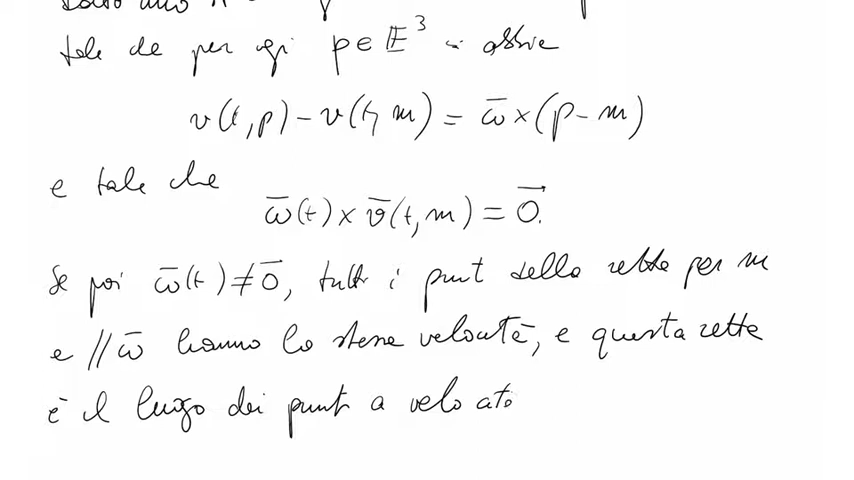 tale che per ogni p ∈ 𝔼³ si abbia
v(t, p) - v(t, m) = ω̄ × (p - m)
e tale che
ω̄(t) × v̄(t, m) = 0⃗.
Se poi ω̄(t) ≠ 0̄, tutti i punti della retta per m
e // ω̄ hanno la stessa velocità, e questa retta
è il luogo dei punti a velo